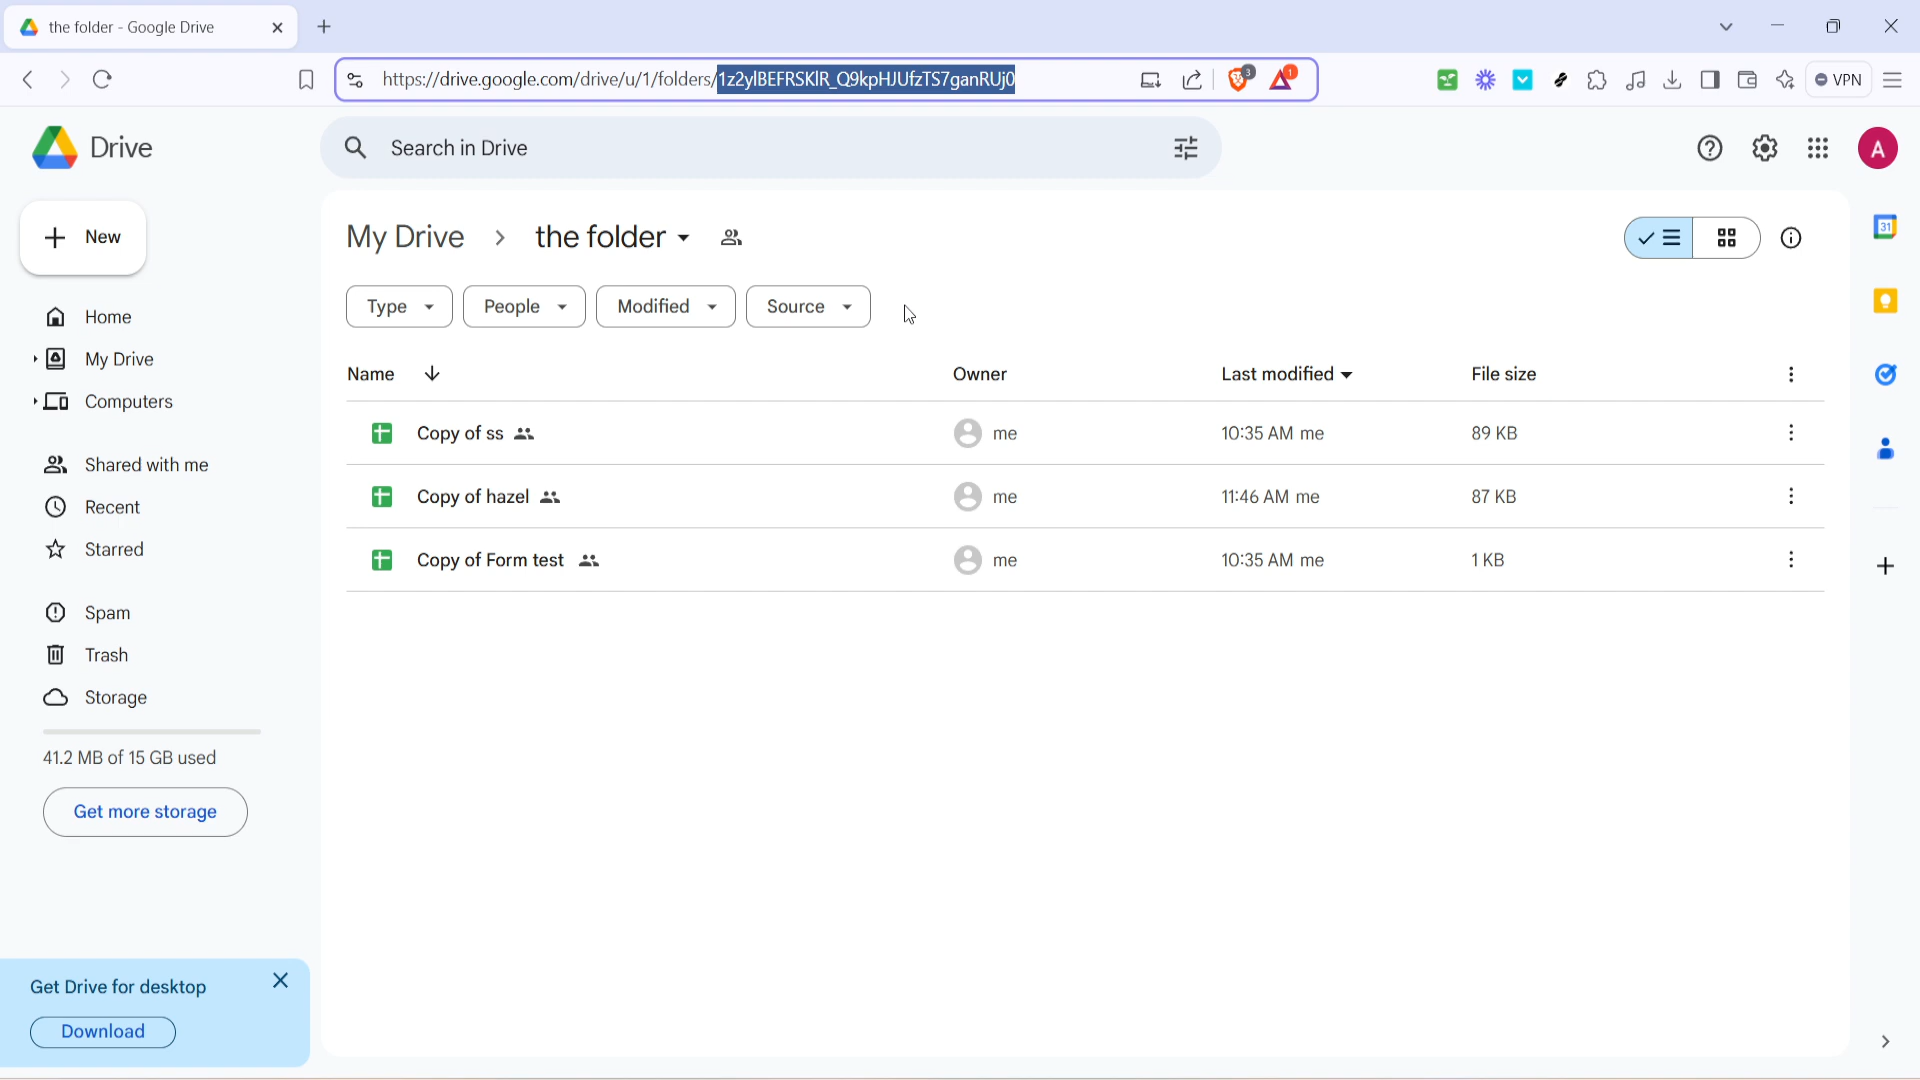 the folder - Google Drive
https://drive.google.com/drive/u/1/folders/1z2ylBEFRSKlR_Q9kpHJUfzTS7ganRUj0
3
1
VPN
Drive
Search in Drive
A
New
My Drive
the folder
31
Home
My Drive
Computers
Shared with me
Recent
Starred
Spam
Trash
Storage
41.2 MB of 15 GB used
Get more storage
Get Drive for desktop
Download
Type
People
Modified
Source
Name Owner Last modified File size
Copy of ss me 10:35 AM me 89 KB
Copy of hazel me 11:46 AM me 87 KB
Copy of Form test me 10:35 AM me 1 KB